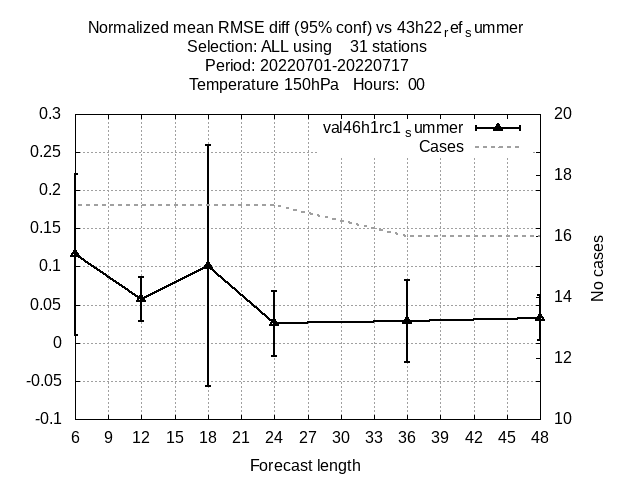 Normalized mean RMSE diff (95% conf) vs 43h22refsummer
Selection: ALL using 31 stations
Period: 20220701-20220717
Temperature 150hPa Hours: 00
val46h1rc1summer
Cases
0.3
0.25
0.2
0.15
0.1
0.05
0
-0.05
-0.1
20
18
16
14
12
10
No cases
6 9 12 15 18 21 24 27 30 33 36 39 42 45 48
Forecast length